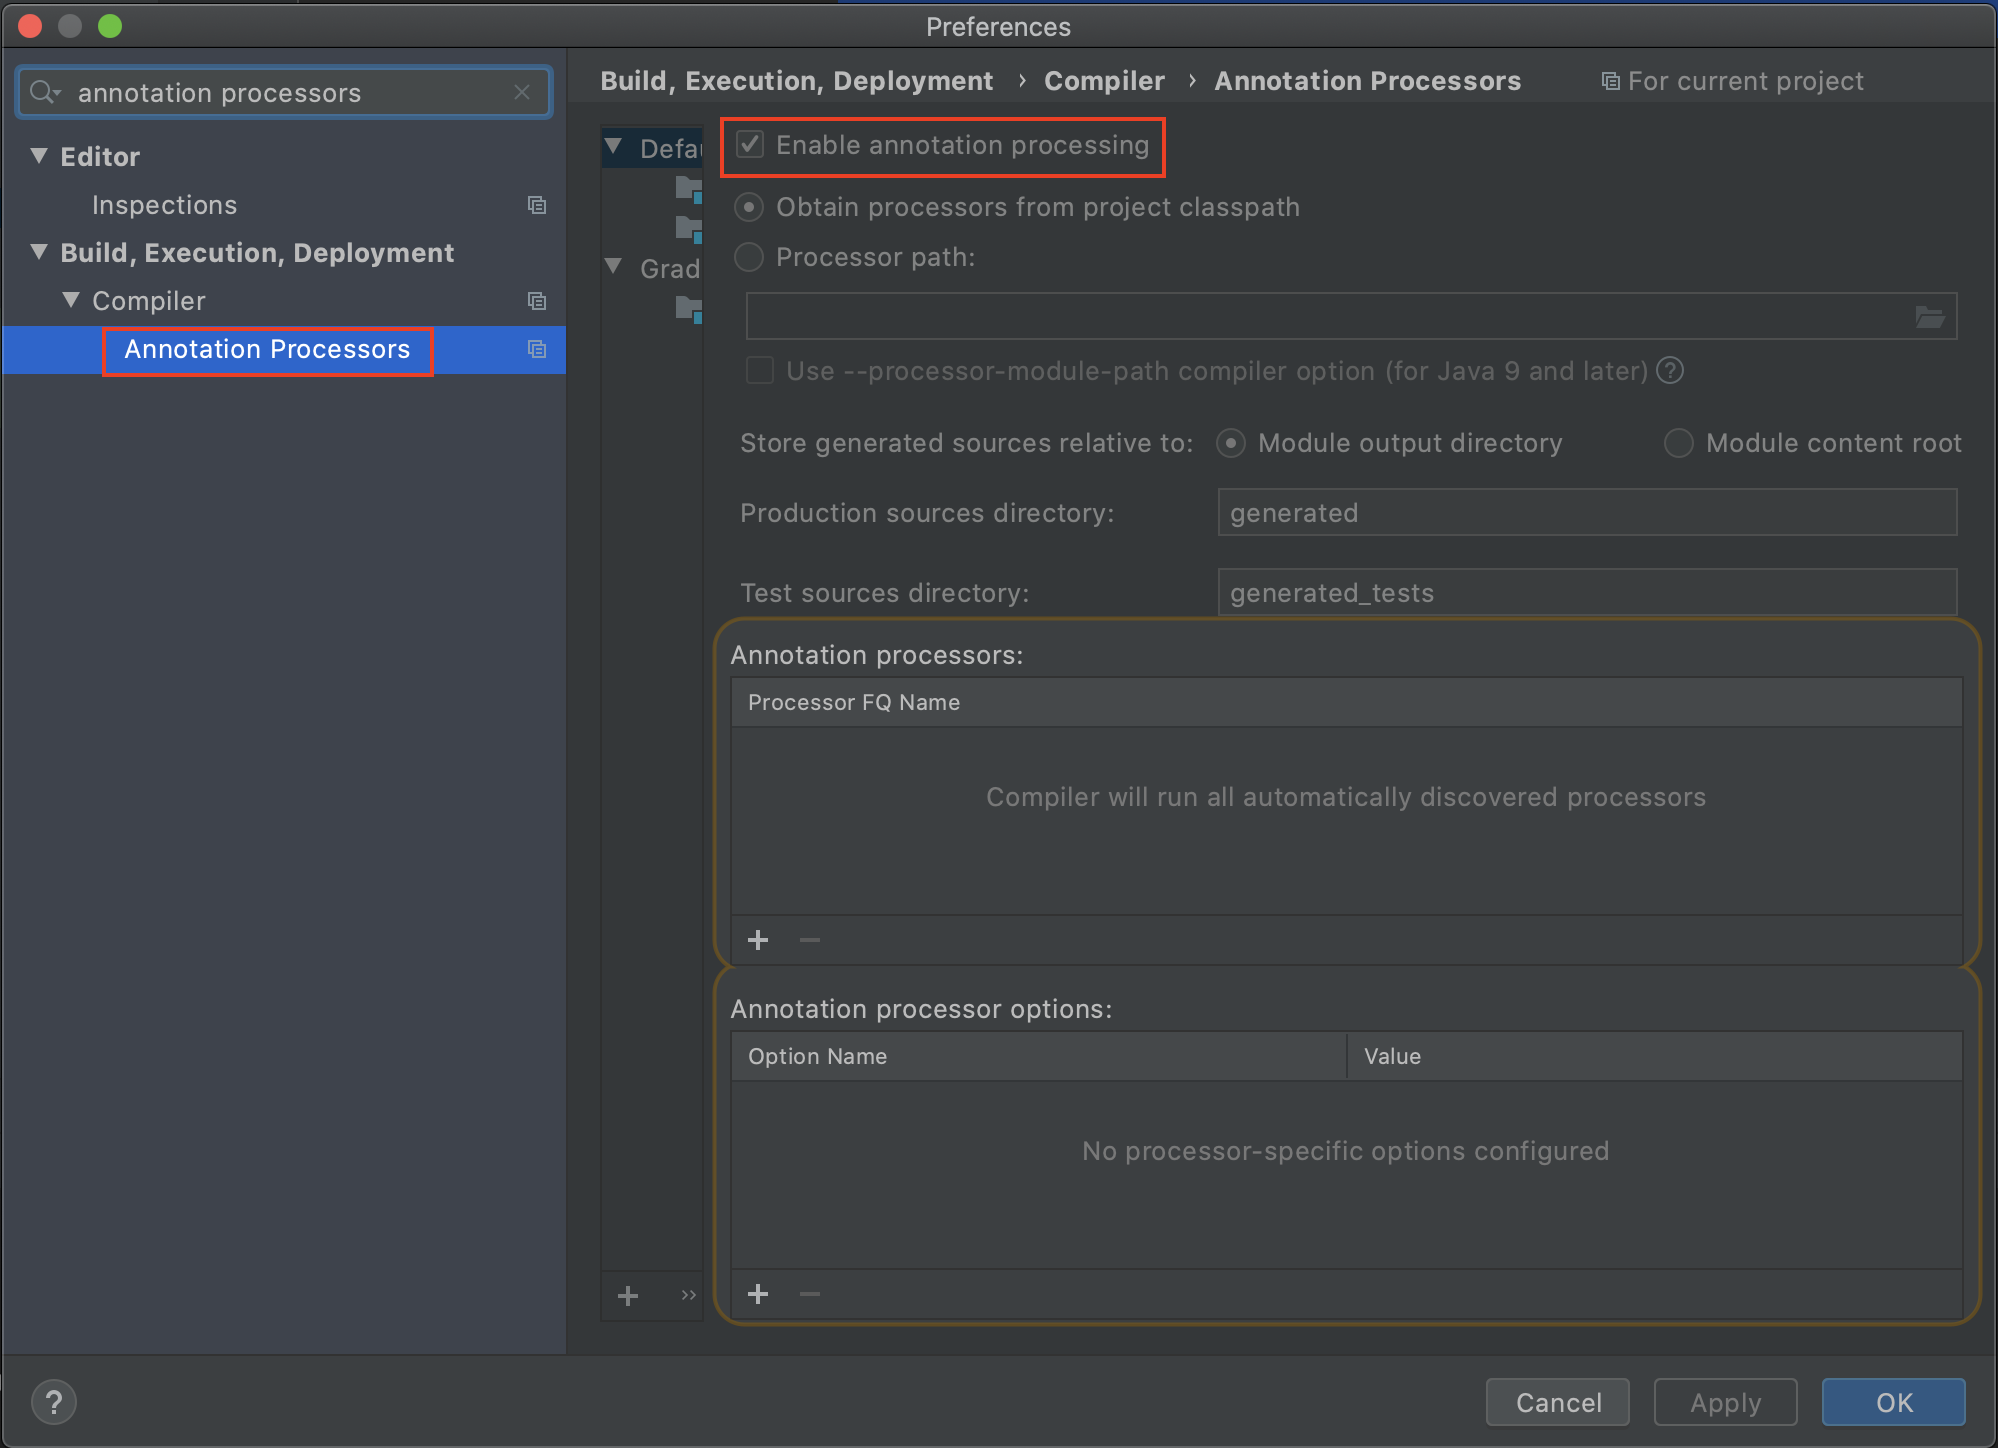 Preferences
annotation processors
Editor
Inspections
Build, Execution, Deployment
Compiler
Annotation Processors
Build, Execution, Deployment › Compiler › Annotation Processors For current project
Defau
Grad
Enable annotation processing
Obtain processors from project classpath
Processor path:
Use --processor-module-path compiler option (for Java 9 and later) ?
Store generated sources relative to: Module output directory Module content root
Production sources directory: generated
Test sources directory: generated_tests
Annotation processors:
Processor FQ Name
Compiler will run all automatically discovered processors
Annotation processor options:
Option Name Value
No processor-specific options configured
? Cancel Apply OK